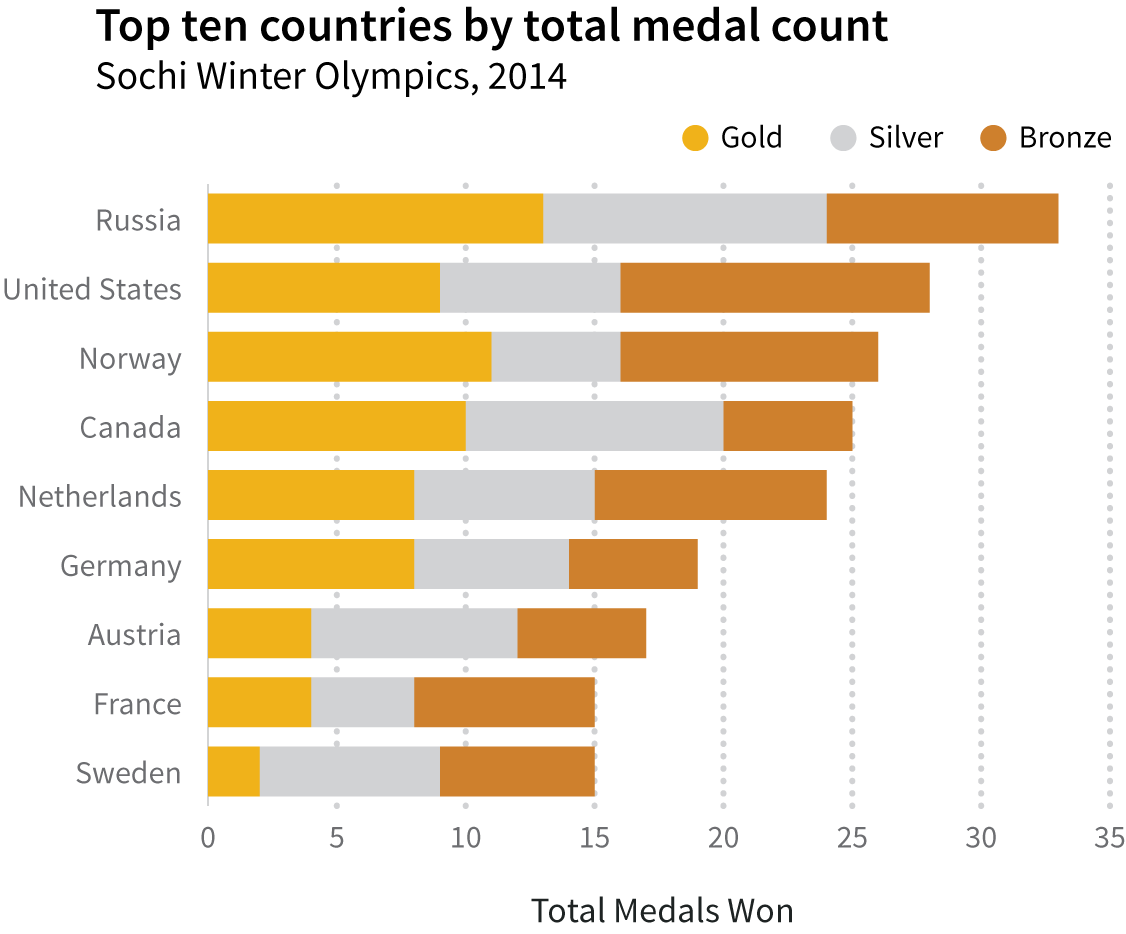 Top ten countries by total medal count
Sochi Winter Olympics, 2014
Gold Silver Bronze
Russia
United States
Norway
Canada
Netherlands
Germany
Austria
France
Sweden
0 5 10 15 20 25 30 35
Total Medals Won